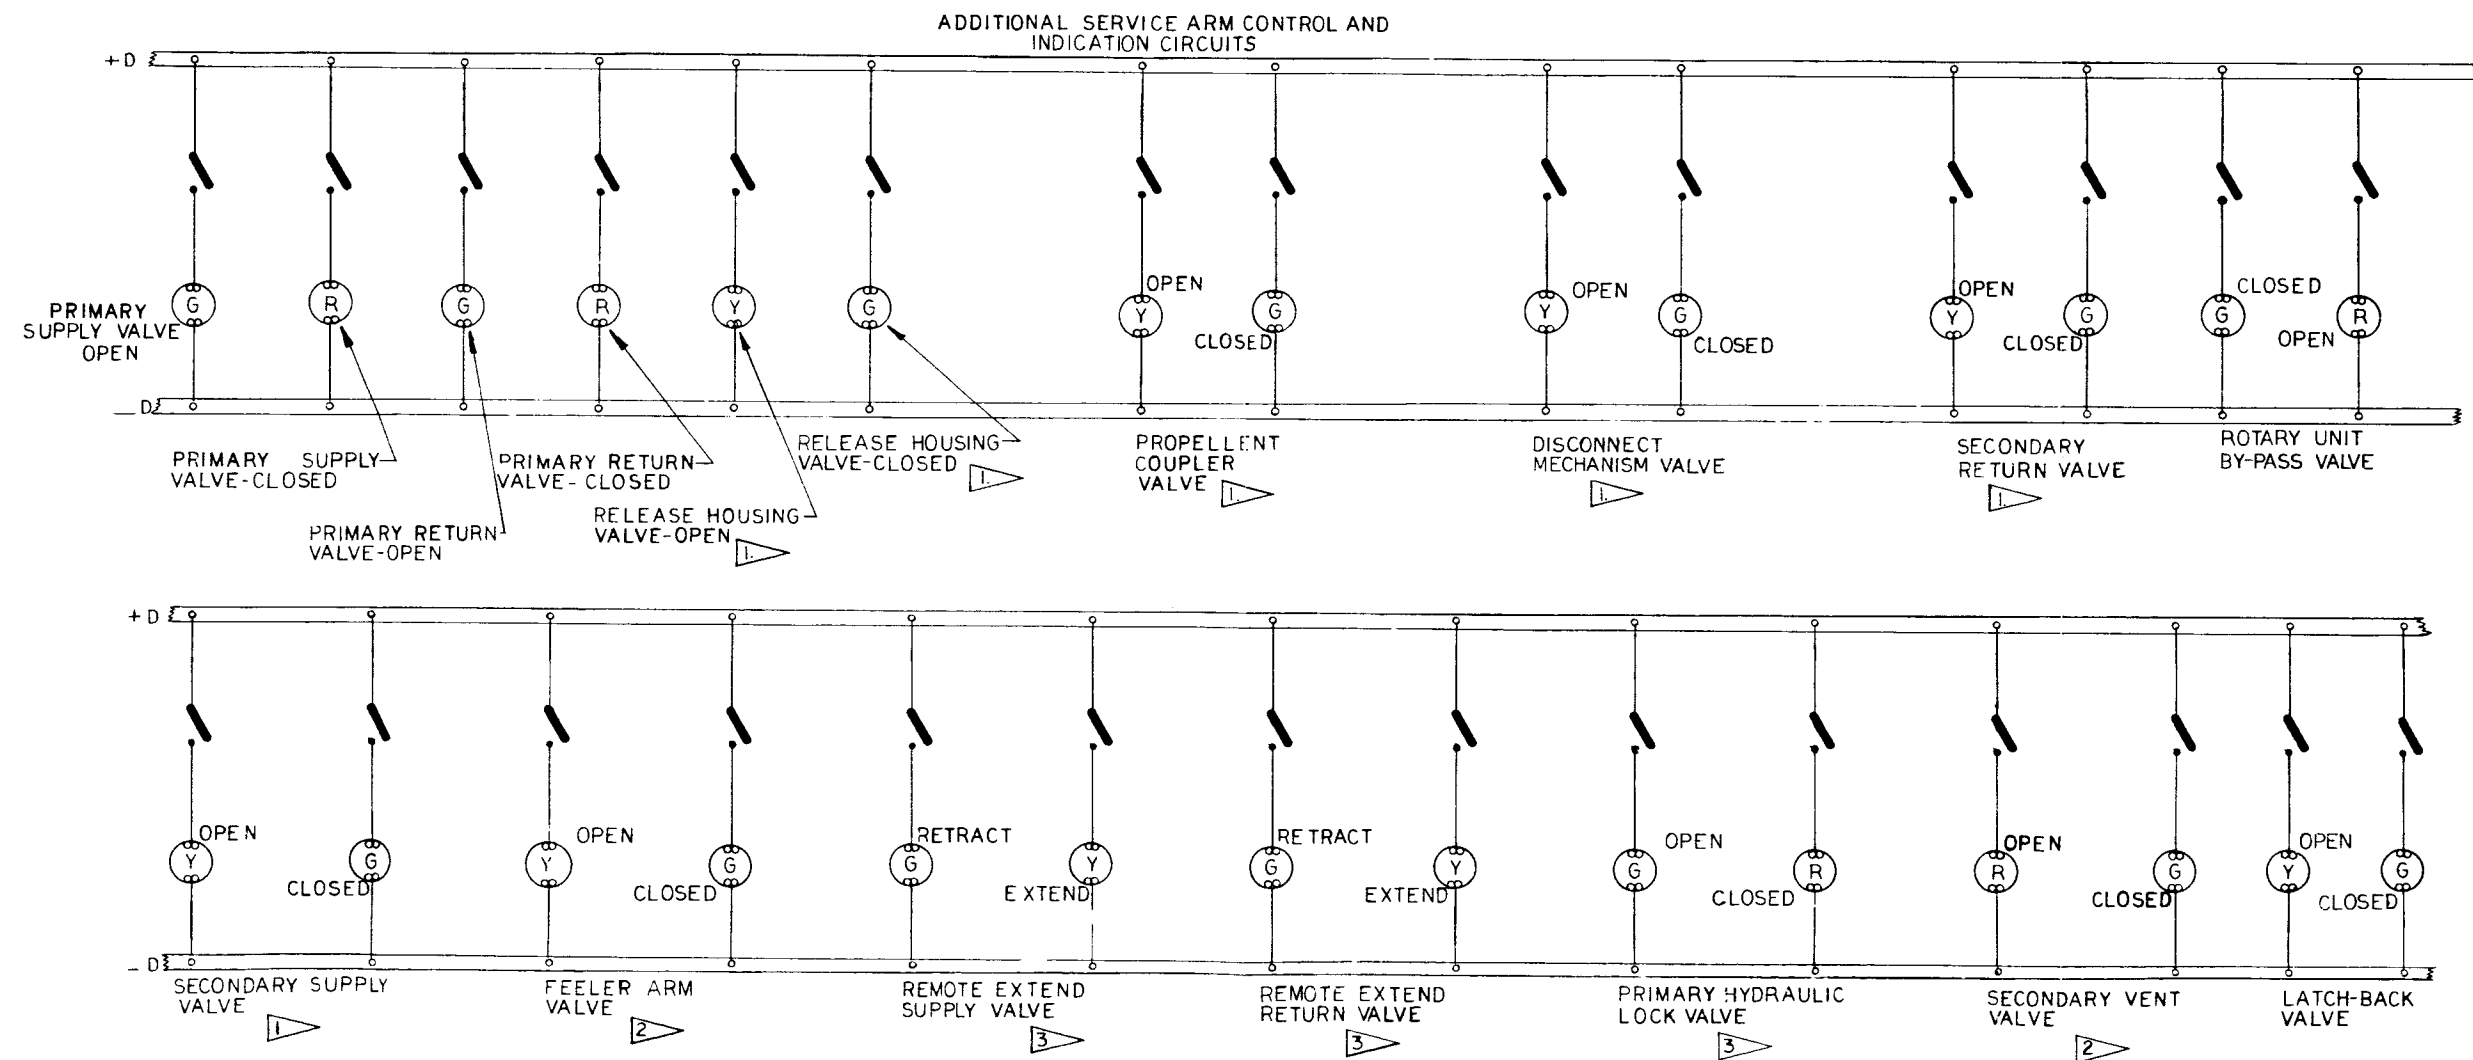 ADDITIONAL SERVICE ARM CONTROL AND
INDICATION CIRCUITS
+D
G R G R Y G Y G Y G Y G G R
PRIMARY
SUPPLY VALVE
OPEN
OPEN
CLOSED
OPEN
CLOSED
OPEN
CLOSED
CLOSED
OPEN
— D
PRIMARY SUPPLY
VALVE-CLOSED
PRIMARY RETURN
VALVE-OPEN
PRIMARY RETURN
VALVE-CLOSED
RELEASE HOUSING
VALVE-OPEN
1.
RELEASE HOUSING
VALVE-CLOSED
1.
PROPELLENT
COUPLER
VALVE
1.
DISCONNECT
MECHANISM VALVE
1.
SECONDARY
RETURN VALVE
1.
ROTARY UNIT
BY-PASS VALVE
+D
Y G Y G G Y G Y G R R G Y G
OPEN
CLOSED
OPEN
CLOSED
RETRACT
EXTEND
RETRACT
EXTEND
OPEN
CLOSED
OPEN
CLOSED
OPEN
CLOSED
— D
SECONDARY SUPPLY
VALVE
1
FEELER ARM
VALVE
2
REMOTE EXTEND
SUPPLY VALVE
3
REMOTE EXTEND
RETURN VALVE
3
PRIMARY HYDRAULIC
LOCK VALVE
3
SECONDARY VENT
VALVE
2
LATCH-BACK
VALVE